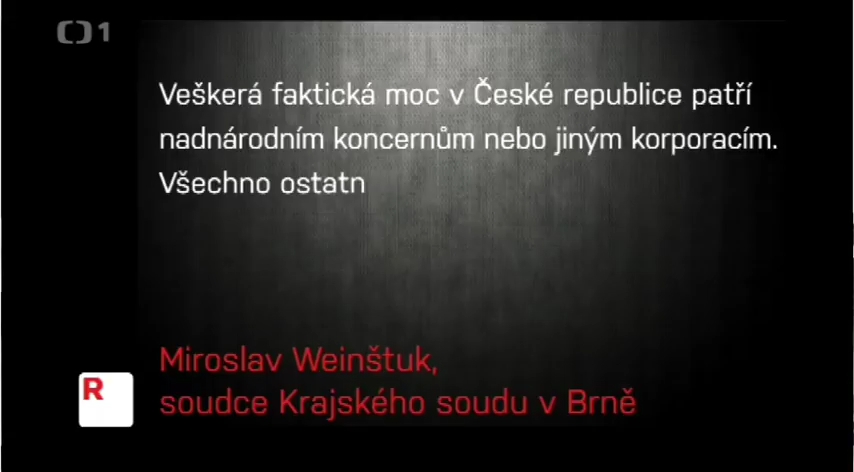 1
Veškerá faktická moc v České republice patří
nadnárodním koncernům nebo jiným korporacím.
Všechno ostatn
Miroslav Weinštuk,
R
soudce Krajského soudu v Brně